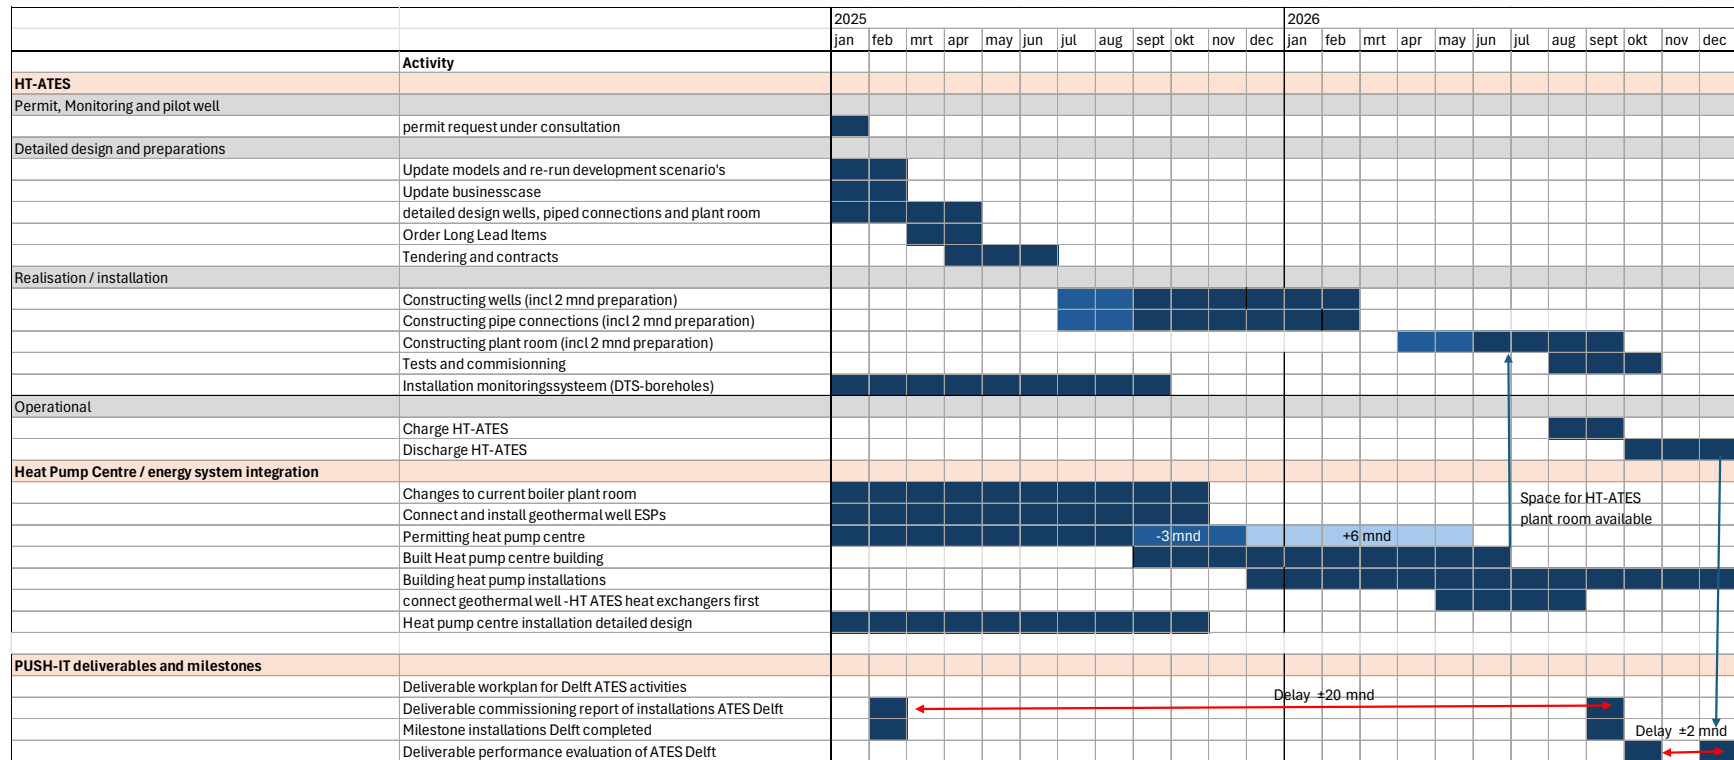 2025 2026
jan feb mrt apr may jun jul aug sept okt nov dec jan feb mrt apr may jun jul aug sept okt nov dec
Activity
HT-ATES
Permit, Monitoring and pilot well
permit request under consultation
Detailed design and preparations
Update models and re-run development scenario's
Update businesscase
detailed design wells, piped connections and plant room
Order Long Lead Items
Tendering and contracts
Realisation / installation
Constructing wells (incl 2 mnd preparation)
Constructing pipe connections (incl 2 mnd preparation)
Constructing plant room (incl 2 mnd preparation)
Tests and commisionning
Installation monitoringssysteem (DTS-boreholes)
Operational
Charge HT-ATES
Discharge HT-ATES
Heat Pump Centre / energy system integration
Changes to current boiler plant room
Space for HT-ATES
Connect and install geothermal well ESPs
plant room available
Permitting heat pump centre -3 mnd +6 mnd
Built Heat pump centre building
Building heat pump installations
connect geothermal well -HT ATES heat exchangers first
Heat pump centre installation detailed design
PUSH-IT deliverables and milestones
Deliverable workplan for Delft ATES activities
Delay ±20 mnd
Deliverable commissioning report of installations ATES Delft
Milestone installations Delft completed Delay ±2 mnd
Deliverable performance evaluation of ATES Delft